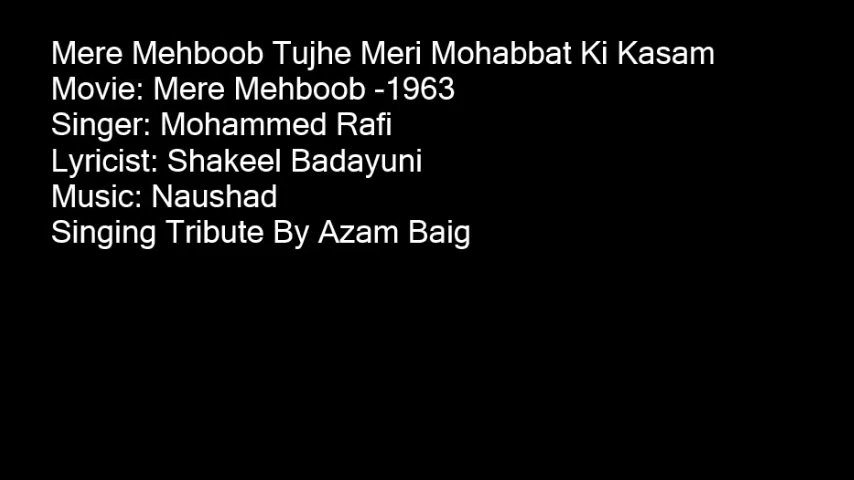 Mere Mehboob Tujhe Meri Mohabbat Ki Kasam
Movie: Mere Mehboob -1963
Singer: Mohammed Rafi
Lyricist: Shakeel Badayuni
Music: Naushad
Singing Tribute By Azam Baig